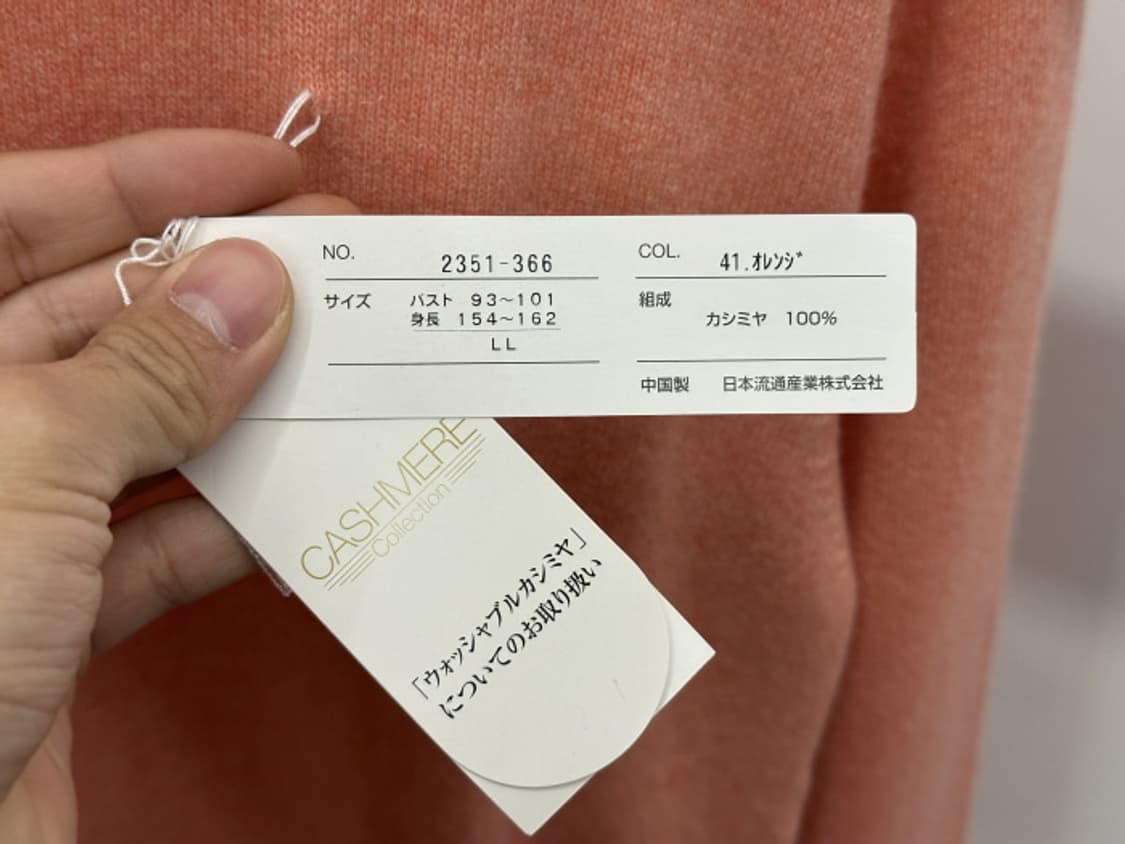 NO. 2351-366
サイズ バスト 93～101
身長 154～162
LL
COL. 41.ｵﾚﾝｼﾞ
組成
カシミヤ 100%
中国製 日本流通産業株式会社
CASHMERE
Collection
「ウォッシャブルカシミヤ」
についてのお取り扱い